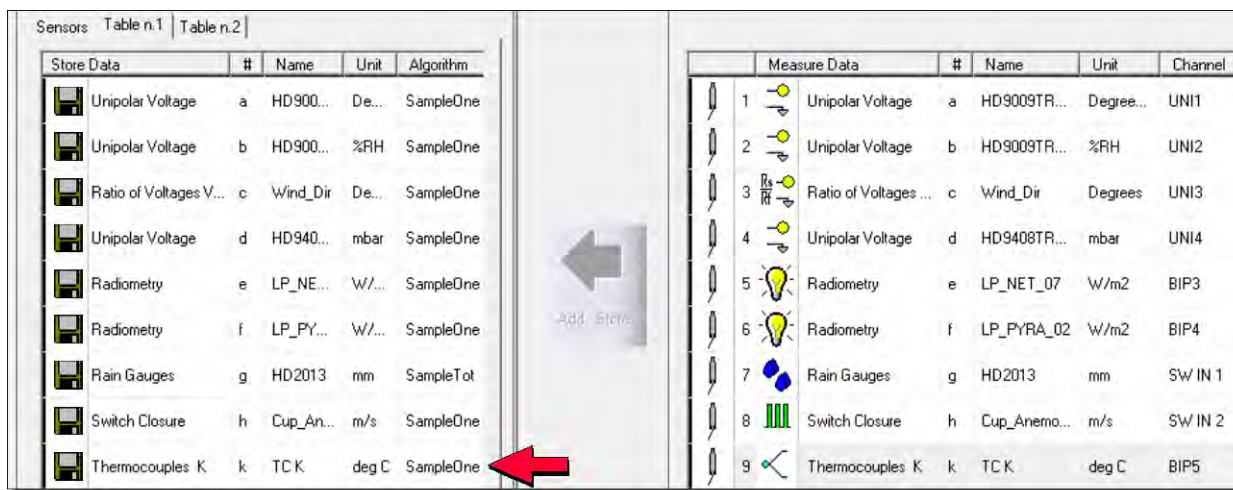 Sensors Table n.1 Table n.2
Store Data # Name Unit Algorithm
Unipolar Voltage a HD900... De... SampleOne
Unipolar Voltage b HD900... %RH SampleOne
Ratio of Voltages V... c Wind_Dir De... SampleOne
Unipolar Voltage d HD940... mbar SampleOne
Radiometry e LP_NE... W/... SampleOne
Radiometry f LP_PY... W/... SampleOne
Rain Gauges g HD2013 mm SampleTot
Switch Closure h Cup_An... m/s SampleOne
Thermocouples K k TC K deg C SampleOne
Add Store
Measure Data # Name Unit Channel
1 Unipolar Voltage a HD9009TR... Degree... UNI1
2 Unipolar Voltage b HD9009TR... %RH UNI2
3 Rs Rf Ratio of Voltages ... c Wind_Dir Degrees UNI3
4 Unipolar Voltage d HD9408TR... mbar UNI4
5 Radiometry e LP_NET_07 W/m2 BIP3
6 Radiometry f LP_PYRA_02 W/m2 BIP4
7 Rain Gauges g HD2013 mm SW IN 1
8 Switch Closure h Cup_Anemo... m/s SW IN 2
9 Thermocouples K k TC K deg C BIP5